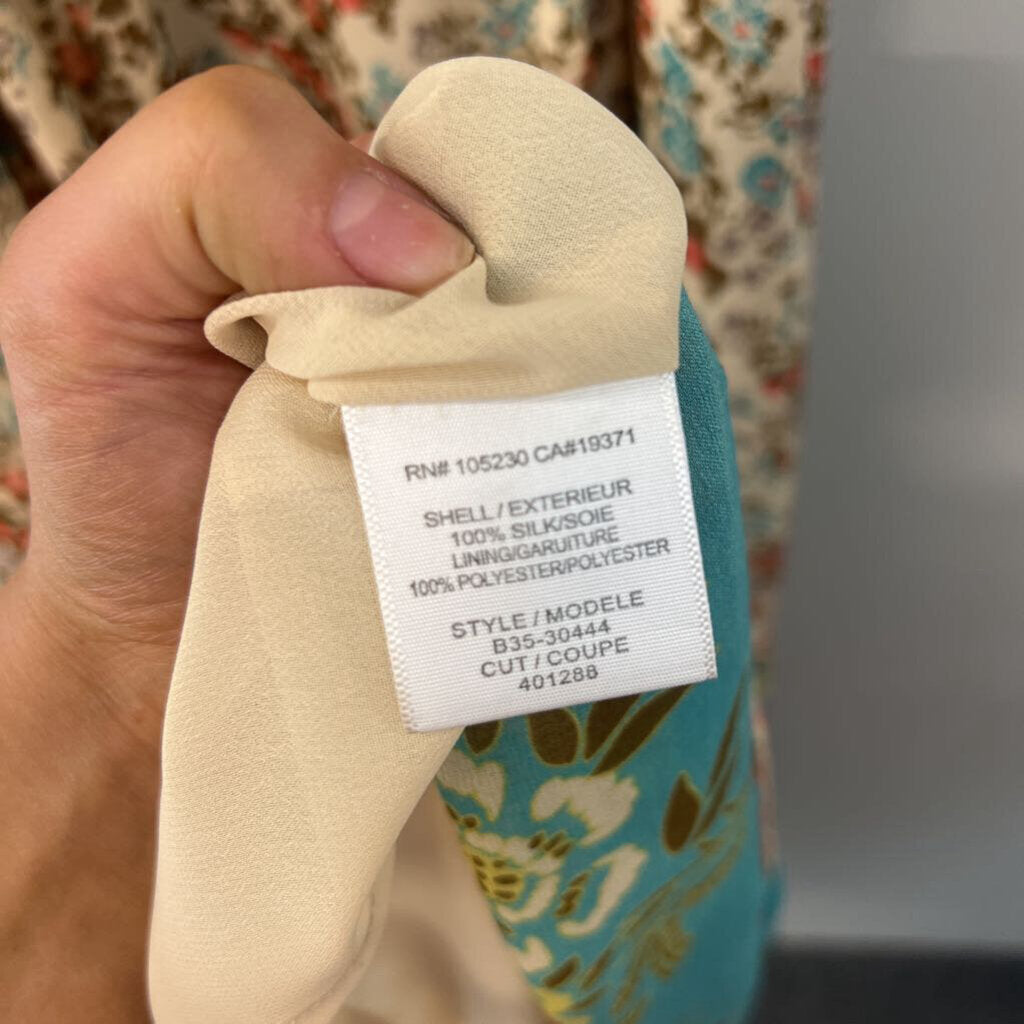 RN# 105230 CA#19371
SHELL / EXTERIEUR
100% SILK/SOIE
LINING/GARUITURE
100% POLYESTER/POLYESTER
STYLE / MODELE
B35-30444
CUT / COUPE
401288